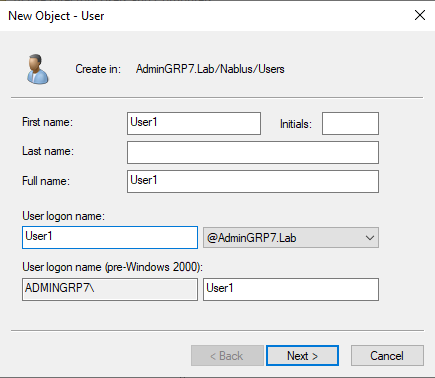 New Object - User
Create in: AdminGRP7.Lab/Nablus/Users
First name: User1 Initials:
Last name:
Full name: User1
User logon name:
User1 @AdminGRP7.Lab
User logon name (pre-Windows 2000):
ADMINGRP7\ User1
< Back Next > Cancel